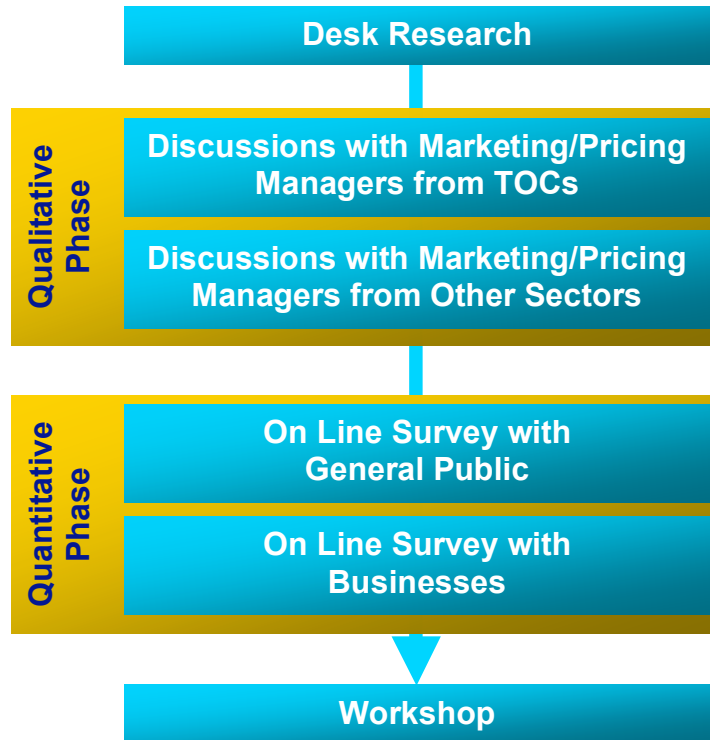 Desk Research
Qualitative
Phase
Discussions with Marketing/Pricing
Managers from TOCs
Discussions with Marketing/Pricing
Managers from Other Sectors
Quantitative
Phase
On Line Survey with
General Public
On Line Survey with
Businesses
Workshop